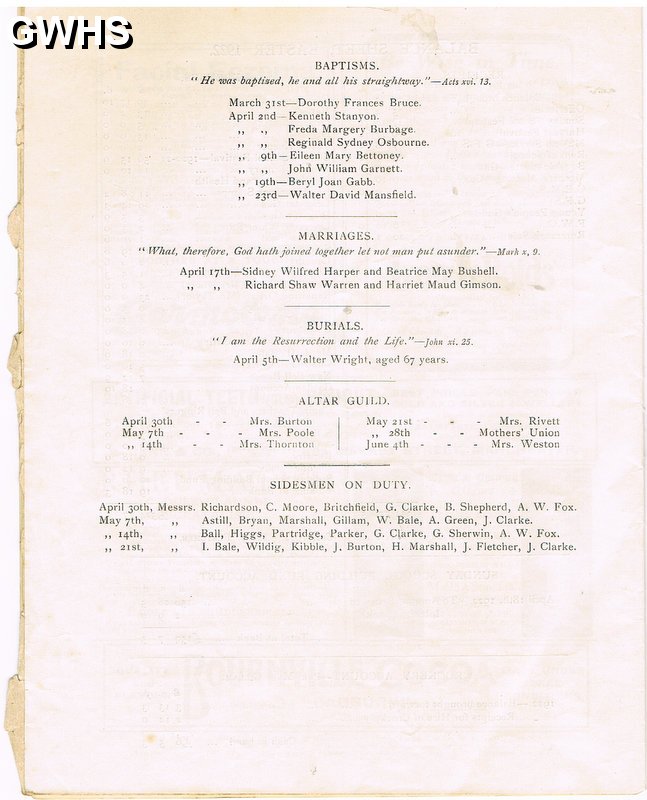 GWHS
BAPTISMS.
"He was baptised, he and all his straightway."—Acts xvi. 13.
March 31st—Dorothy Frances Bruce.
April 2nd—Kenneth Stanyon.
„ „ Freda Margery Burbage.
„ „ Reginald Sydney Osbourne.
„ 9th—Eileen Mary Bettoney.
„ „ John William Garnett.
„ 19th—Beryl Joan Gabb.
„ 23rd—Walter David Mansfield.
MARRIAGES.
"What, therefore, God hath joined together let not man put asunder."—Mark x, 9.
April 17th—Sidney Wilfred Harper and Beatrice May Bushell.
„ „ Richard Shaw Warren and Harriet Maud Gimson.
BURIALS.
"I am the Resurrection and the Life."—John xi. 25.
April 5th—Walter Wright, aged 67 years.
ALTAR GUILD.
April 30th - - Mrs. Burton
May 7th - - - Mrs. Poole
„ 14th - - Mrs. Thornton
May 21st - - - Mrs. Rivett
„ 28th - - Mothers' Union
June 4th - - - Mrs. Weston
SIDESMEN ON DUTY.
April 30th, Messrs. Richardson, C. Moore, Britchfield, G. Clarke, B. Shepherd, A. W. Fox.
May 7th, „ Astill, Bryan, Marshall, Gillam, W. Bale, A. Green, J. Clarke.
„ 14th, „ Ball, Higgs, Partridge, Parker, G. Clarke, G. Sherwin, A. W. Fox.
„ 21st, „ I. Bale, Wildig, Kibble, J. Burton, H. Marshall, J. Fletcher, J. Clarke.